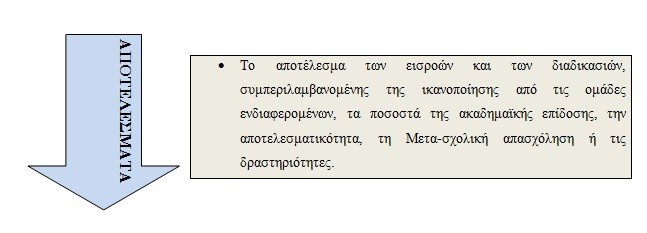 ΑΠΟΤΕΛΕΣΜΑΤΑ
• Το αποτέλεσμα των εισροών και των διαδικασιών,
συμπεριλαμβανομένης της ικανοποίησης από τις ομάδες
ενδιαφερομένων, τα ποσοστά της ακαδημαϊκής επίδοσης, την
αποτελεσματικότητα, τη Μετα-σχολική απασχόληση ή τις
δραστηριότητες.